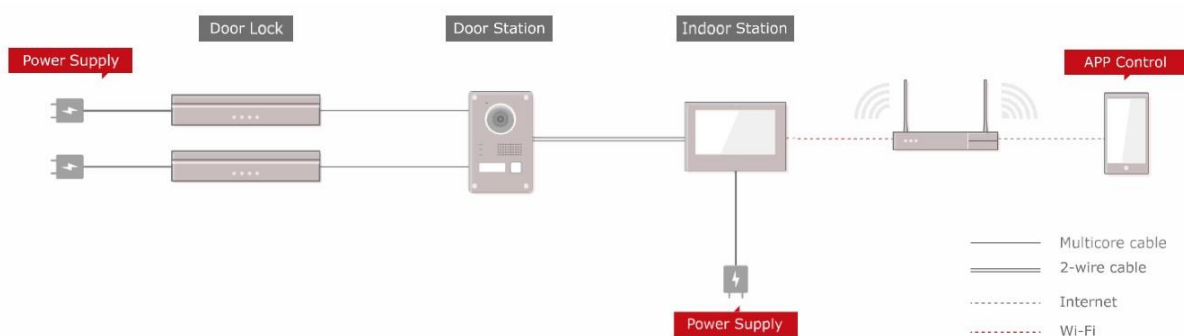 Door Lock
Door Station
Indoor Station
Power Supply
APP Control
Multicore cable
2-wire cable
Internet
Power Supply
Wi-Fi